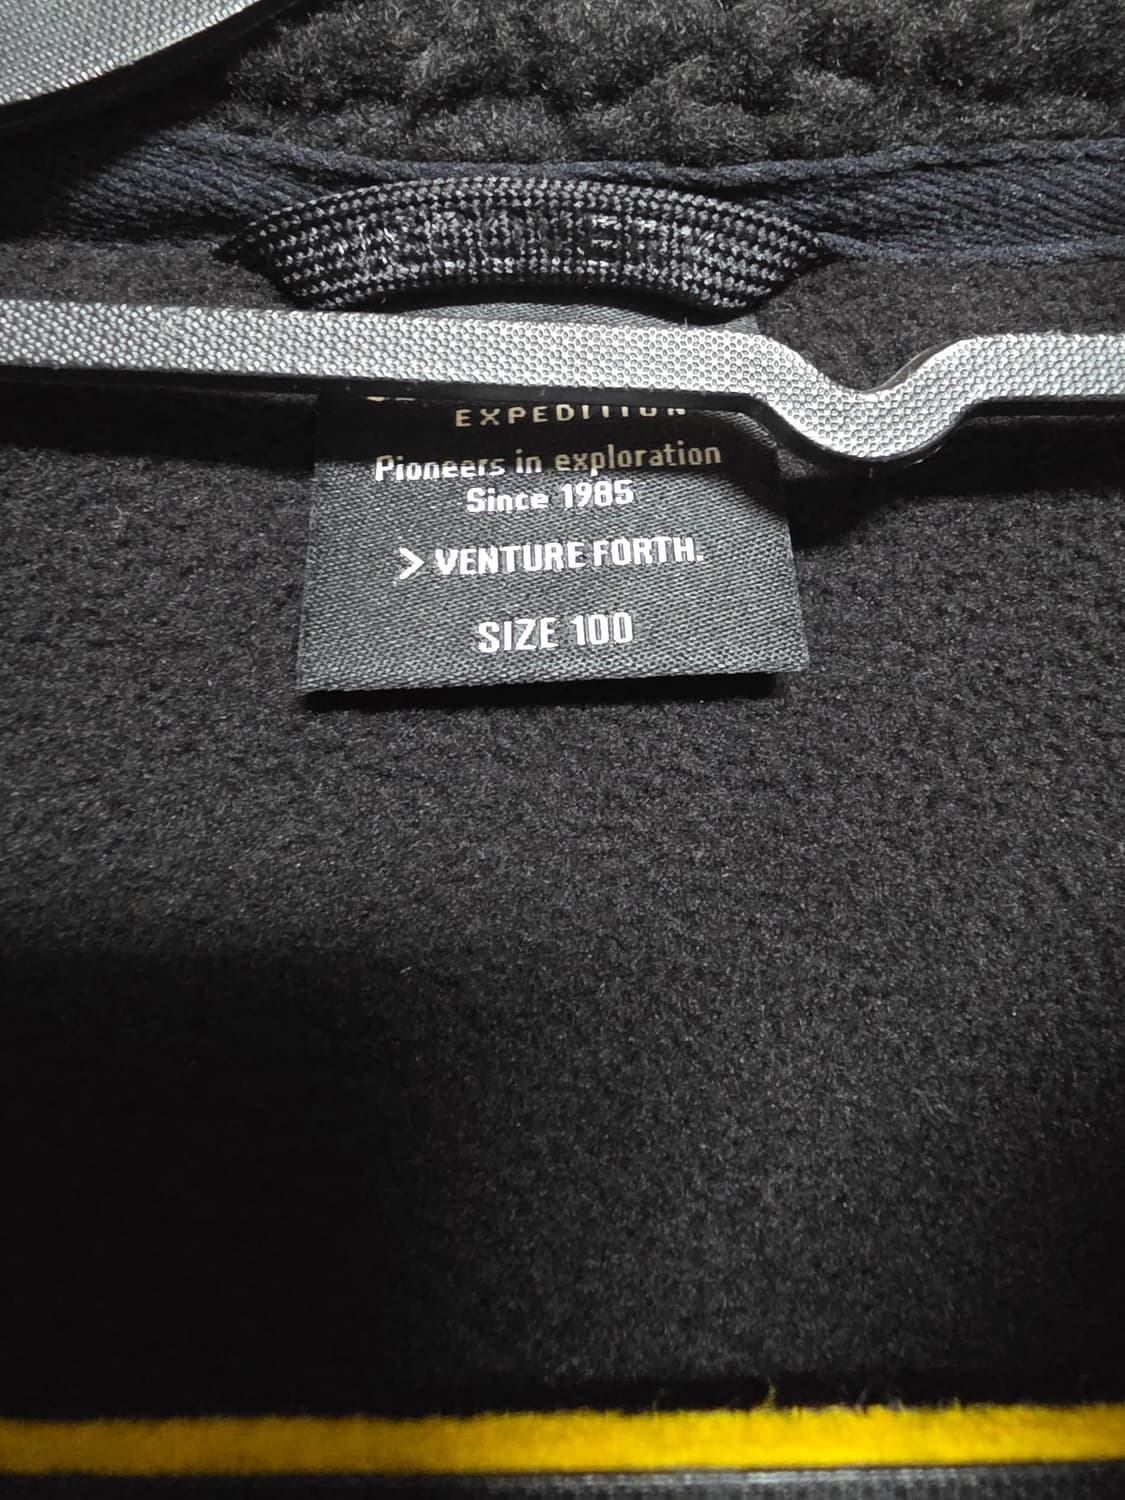 EXPEDITION
Pioneers in exploration
Since 1985
> VENTURE FORTH.
SIZE 100